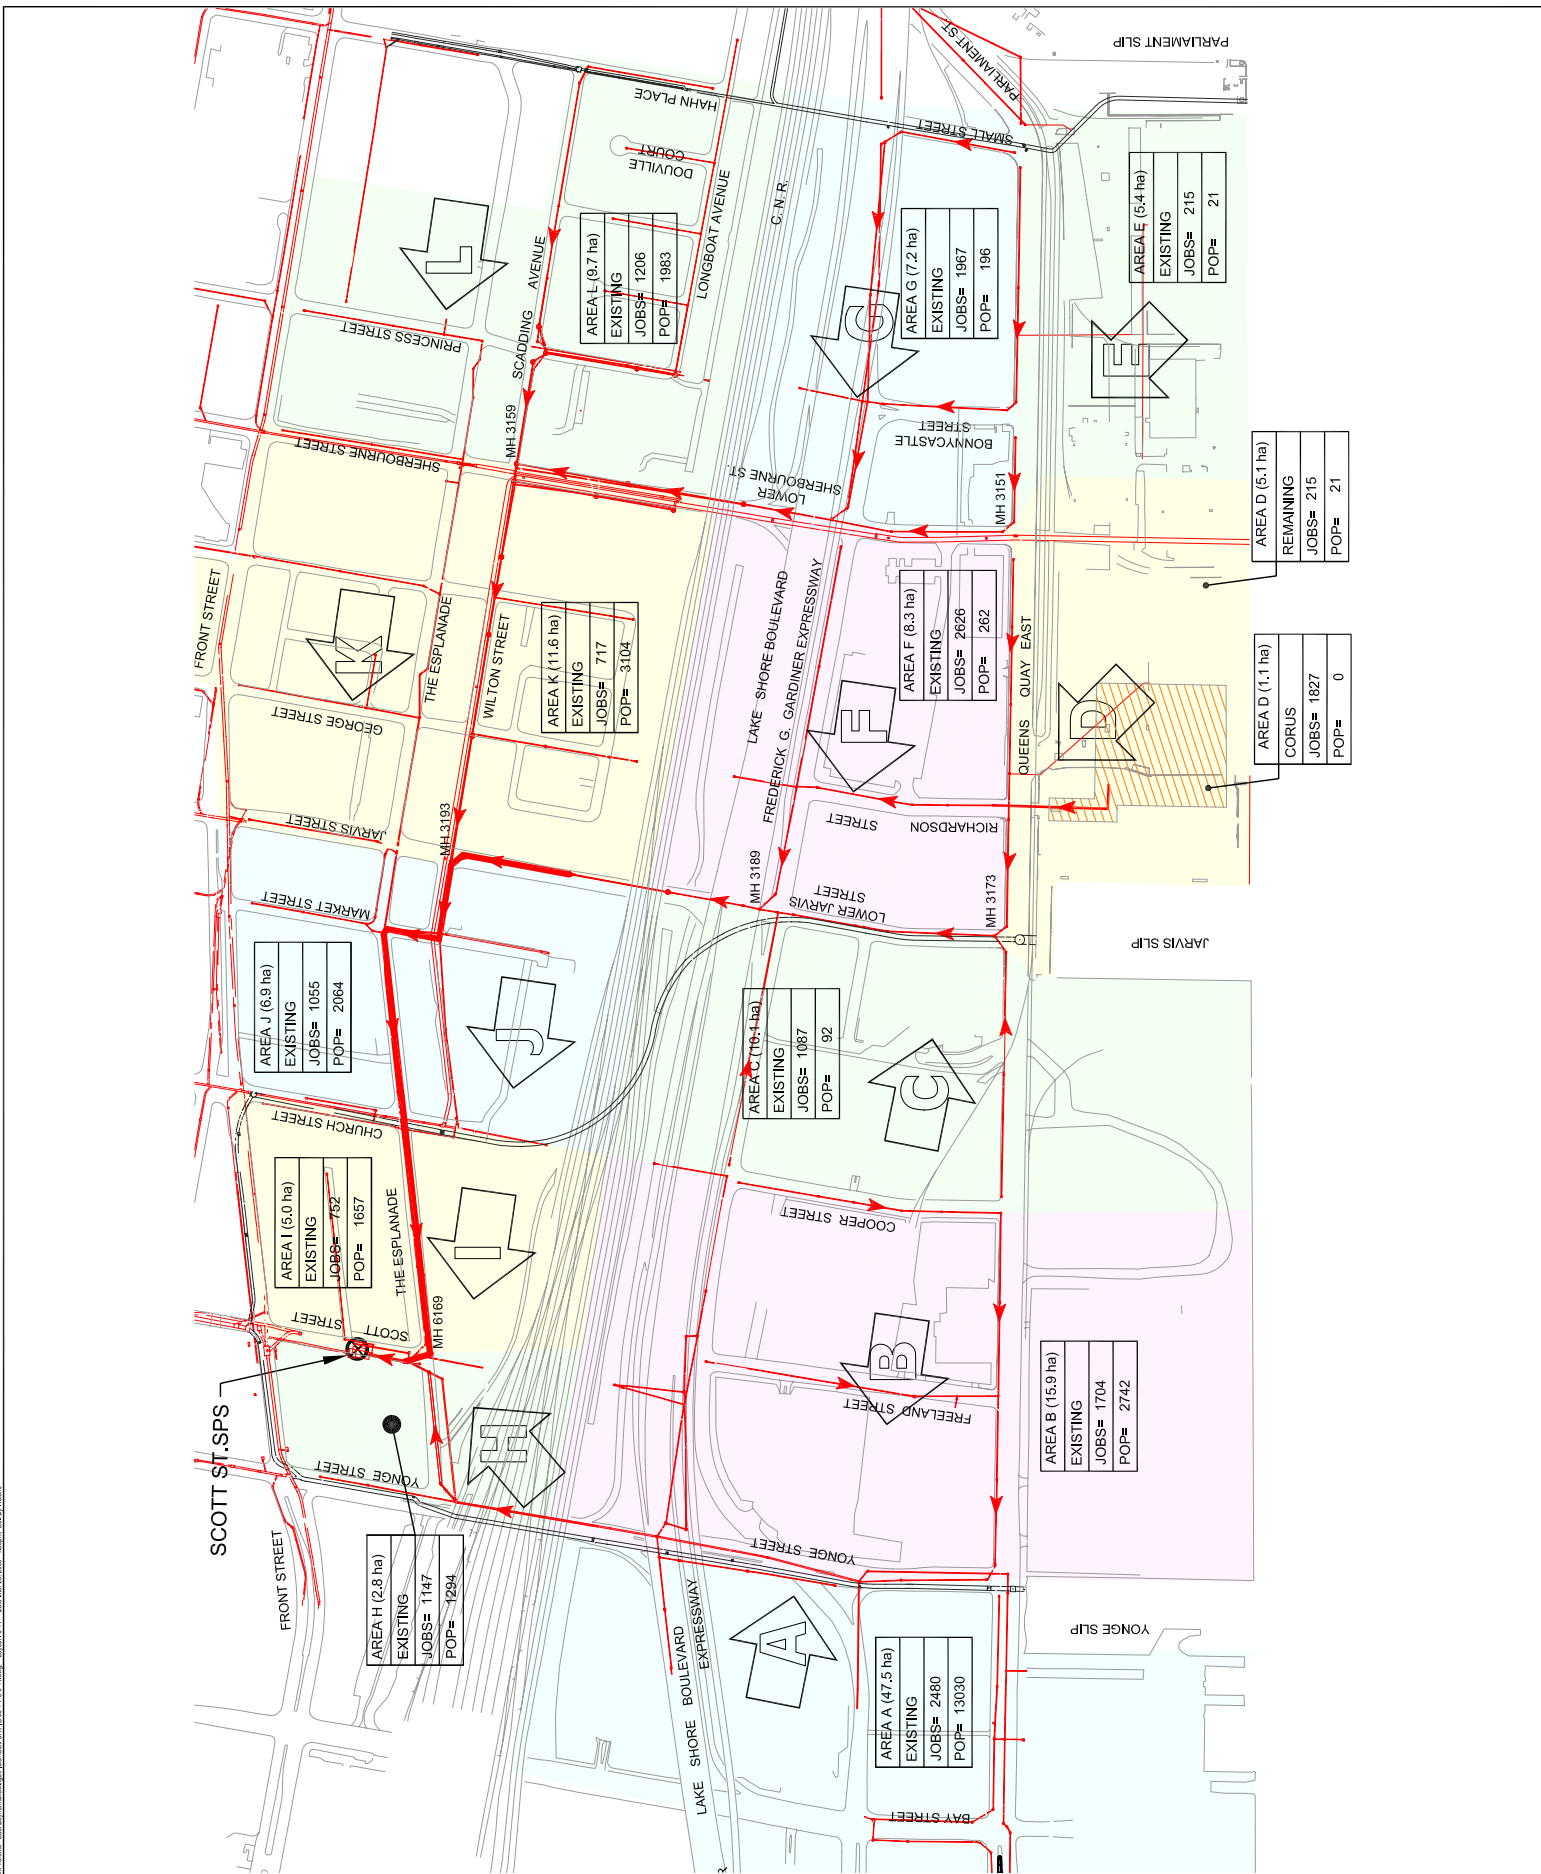 PARLIAMENT SLIP
PARLIAMENT ST.
PARLIAMENT
SMALL STREET
HAHN PLACE
DOUVILLE
COURT
LONGBOAT AVENUE
C. N. R.
SCADDING AVENUE
PRINCESS STREET
L
AREA L (9.7 ha)
EXISTING
JOBS= 1206
POP= 1983
G
AREA G (7.2 ha)
EXISTING
JOBS= 1967
POP= 196
AREA E (5.4 ha)
EXISTING
JOBS= 215
POP= 21
E
BONNYCASTLE
STREET
MH 3159
MH 3151
SHERBOURNE STREET
LOWER
SHERBOURNE ST.
AREA D (5.1 ha)
REMAINING
JOBS= 215
POP= 21
AREA D (1.1 ha)
CORUS
JOBS= 1827
POP= 0
D
FRONT STREET
K
THE ESPLANADE
WILTON STREET
GEORGE STREET
JARVIS STREET
AREA K (11.6 ha)
EXISTING
JOBS= 717
POP= 3104
LAKE SHORE BOULEVARD
FREDERICK G. GARDINER EXPRESSWAY
AREA F (8.3 ha)
EXISTING
JOBS= 2626
POP= 262
F
QUEENS QUAY EAST
RICHARDSON
STREET
MH 3193
MH 3189
MH 3173
LOWER JARVIS
STREET
MARKET STREET
JARVIS SLIP
AREA J (6.9 ha)
EXISTING
JOBS= 1055
POP= 2064
J
AREA C (10.1 ha)
EXISTING
JOBS= 1087
POP= 92
C
CHURCH STREET
AREA I (5.0 ha)
EXISTING
JOBS= 752
POP= 1657
THE ESPLANADE
I
COOPER STREET
SCOTT
STREET
MH 6169
SCOTT ST.SPS
B
FREELAND STREET
AREA B (15.9 ha)
EXISTING
JOBS= 1704
POP= 2742
H
YONGE STREET
FRONT STREET
AREA H (2.8 ha)
EXISTING
JOBS= 1147
POP= 1294
YONGE STREET
YONGE SLIP
LAKE SHORE BOULEVARD
EXPRESSWAY
A
AREA A (47.5 ha)
EXISTING
JOBS= 2480
POP= 13030
BAY STREET